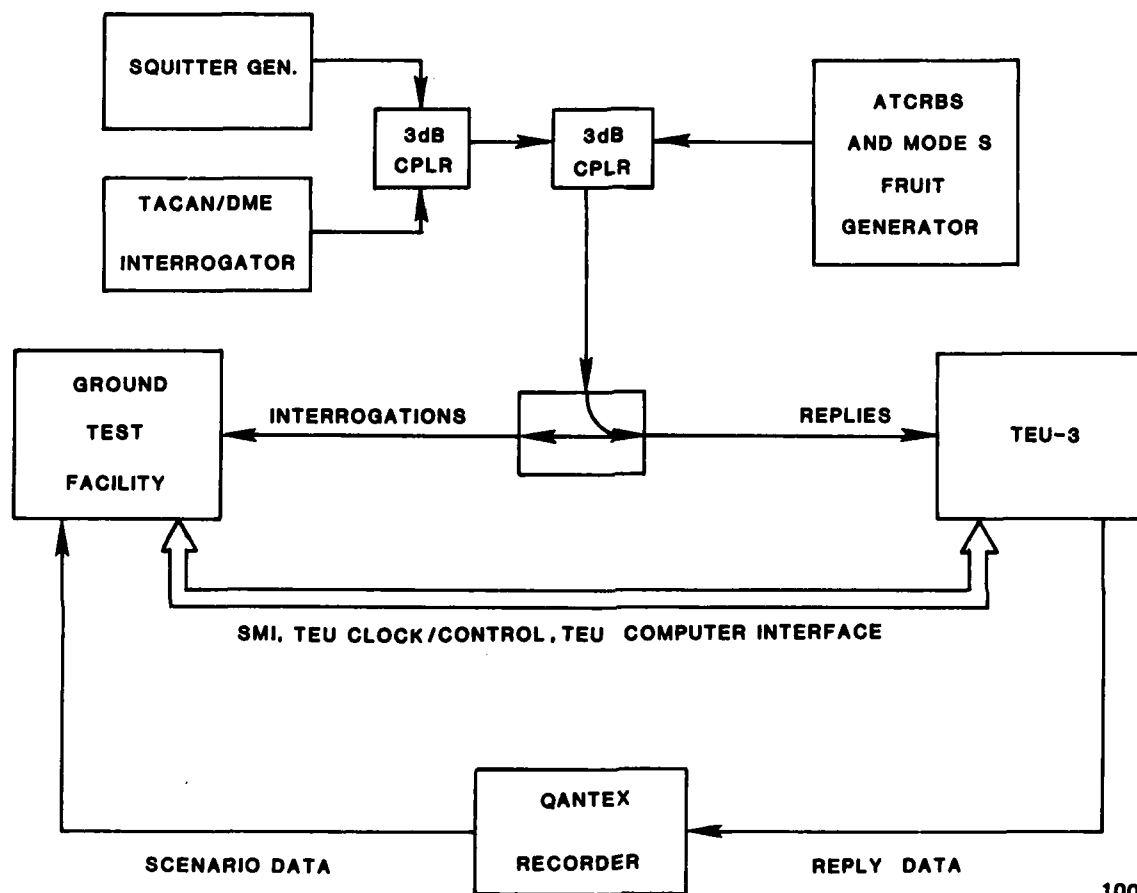 SQUITTER GEN.
3dB
CPLR
3dB
CPLR
ATCRBS
AND MODE S
FRUIT
GENERATOR
TACAN/DME
INTERROGATOR
GROUND
TEST
FACILITY
INTERROGATIONS
REPLIES
TEU-3
SMI, TEU CLOCK/CONTROL, TEU COMPUTER INTERFACE
QANTEX
RECORDER
SCENARIO DATA
REPLY DATA